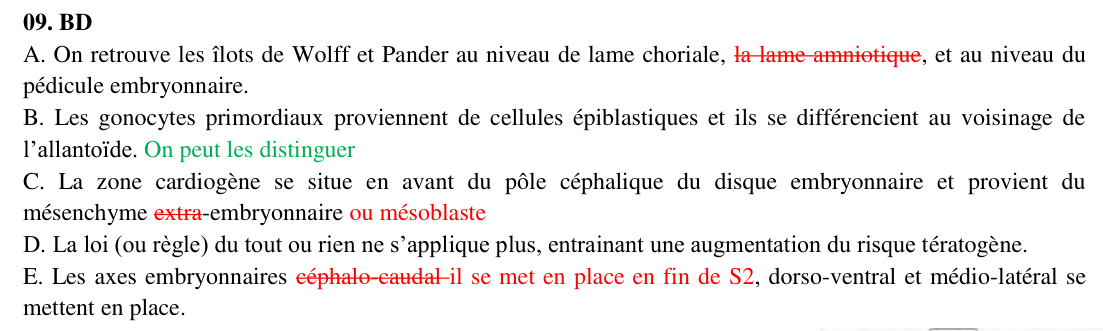 09. BD
A. On retrouve les îlots de Wolff et Pander au niveau de lame choriale, la lame amniotique, et au niveau du
pédicule embryonnaire.
B. Les gonocytes primordiaux proviennent de cellules épiblastiques et ils se différencient au voisinage de
l’allantoïde. On peut les distinguer
C. La zone cardiogène se situe en avant du pôle céphalique du disque embryonnaire et provient du
mésenchyme extra-embryonnaire ou mésoblaste
D. La loi (ou règle) du tout ou rien ne s’applique plus, entrainant une augmentation du risque tératogène.
E. Les axes embryonnaires céphalo-caudal il se met en place en fin de S2, dorso-ventral et médio-latéral se
mettent en place.